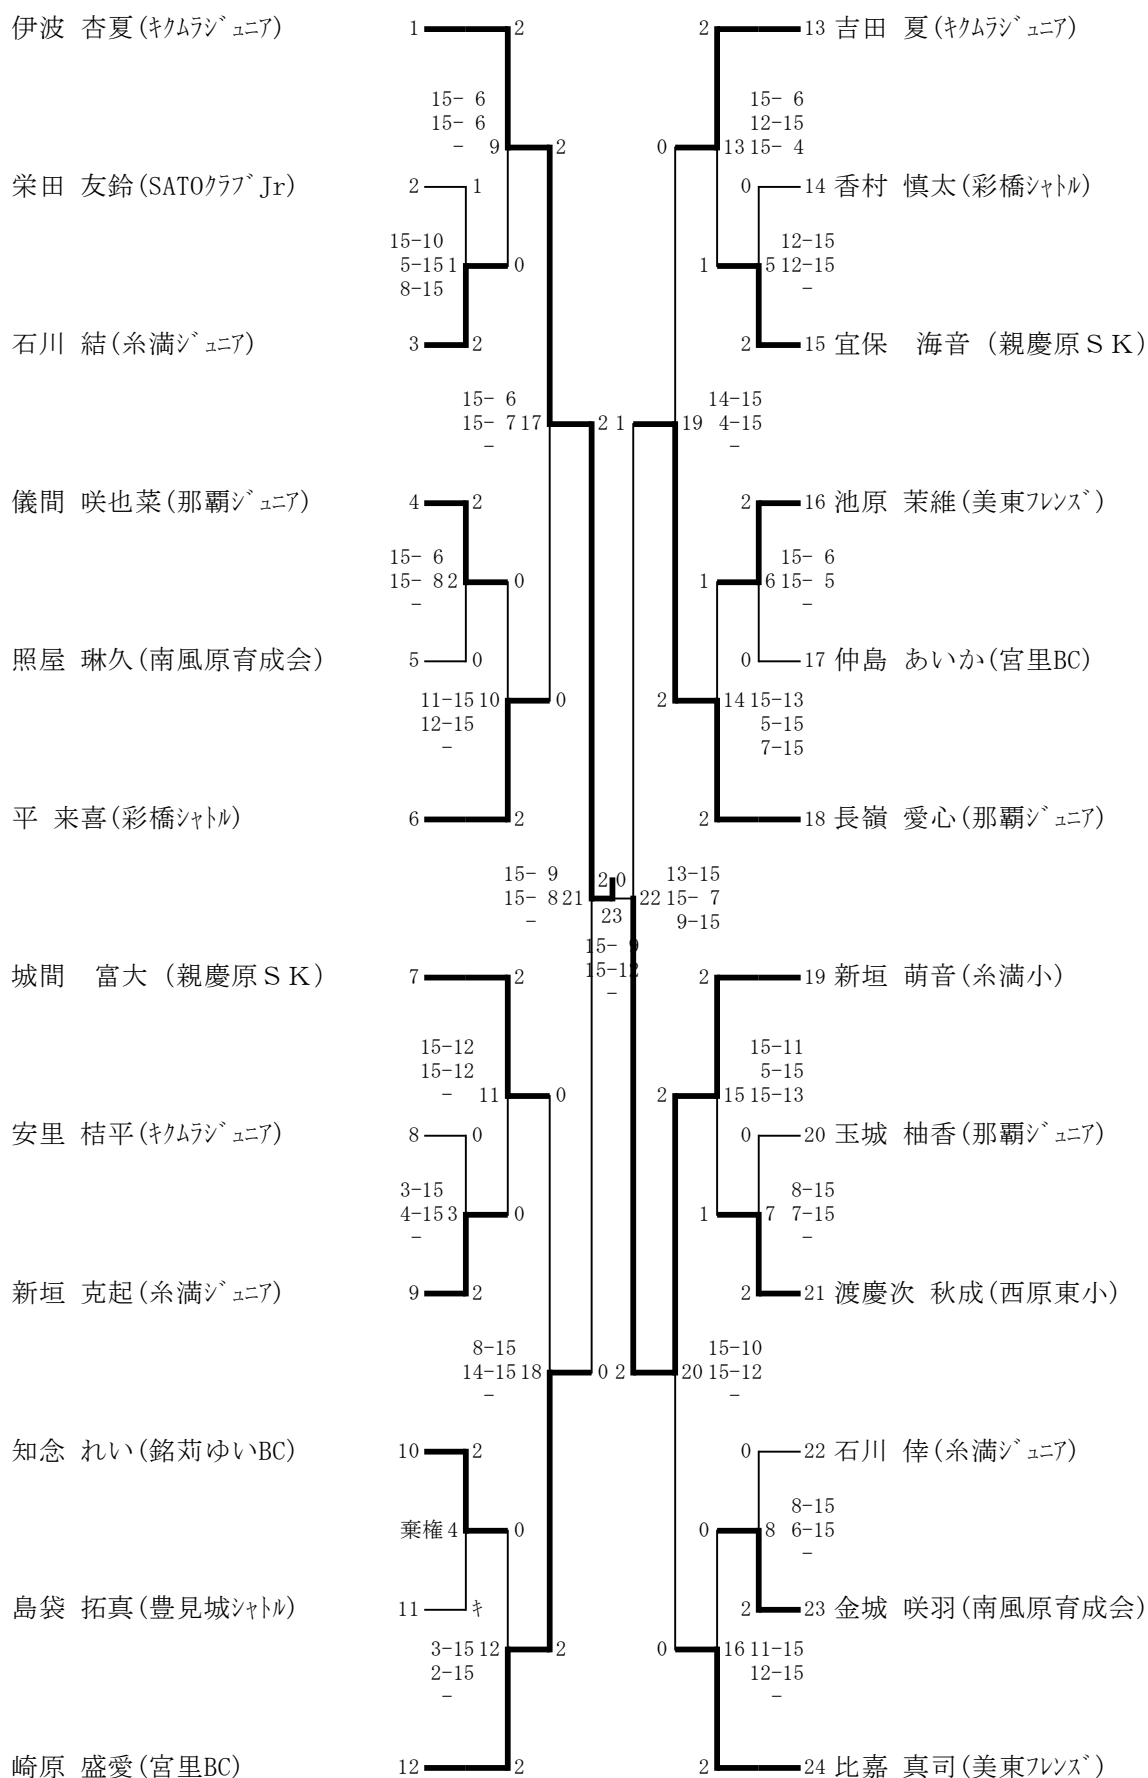 伊波 杏夏(ｷｸﾑﾗｼﾞｭﾆｱ) 1 2
2 13 吉田 夏(ｷｸﾑﾗｼﾞｭﾆｱ)
15- 6
15- 6
- 9 2
15- 6
12-15
0 13 15- 4
栄田 友鈴(SATOｸﾗﾌﾞJr) 2 1
0 14 香村 慎太(彩橋ｼｬﾄﾙ)
15-10
5-15 1 0
8-15
12-15
1 5 12-15
-
石川 結(糸満ｼﾞｭﾆｱ) 3 2
2 15 宜保　海音（親慶原ＳＫ）
15- 6
15- 7 17 2
-
14-15
1 19 4-15
-
儀間 咲也菜(那覇ｼﾞｭﾆｱ) 4 2
2 16 池原 茉維(美東ﾌﾚﾝｽﾞ)
15- 6
15- 8 2 0
-
15- 6
1 6 15- 5
-
照屋 琳久(南風原育成会) 5 0
0 17 仲島 あいか(宮里BC)
11-15 10 0
12-15
-
2 14 15-13
5-15
7-15
平 来喜(彩橋ｼｬﾄﾙ) 6 2
2 18 長嶺 愛心(那覇ｼﾞｭﾆｱ)
15- 9
15- 8 21
-
2 0
23
15- 9
15-12
-
13-15
22 15- 7
9-15
城間　富大（親慶原ＳＫ） 7 2
2 19 新垣 萌音(糸満小)
15-12
15-12
- 11 0
15-11
5-15
2 15 15-13
安里 桔平(ｷｸﾑﾗｼﾞｭﾆｱ) 8 0
0 20 玉城 柚香(那覇ｼﾞｭﾆｱ)
3-15
4-15 3 0
-
8-15
1 7 7-15
-
新垣 克起(糸満ｼﾞｭﾆｱ) 9 2
2 21 渡慶次 秋成(西原東小)
8-15
14-15 18 0
-
15-10
2 20 15-12
-
知念 れい(銘苅ゆいBC) 10 2
0 22 石川 倖(糸満ｼﾞｭﾆｱ)
棄権 4 0
8-15
0 8 6-15
-
島袋 拓真(豊見城ｼｬﾄﾙ) 11 ｷ
2 23 金城 咲羽(南風原育成会)
3-15 12 2
2-15
-
0 16 11-15
12-15
-
崎原 盛愛(宮里BC) 12 2
2 24 比嘉 真司(美東ﾌﾚﾝｽﾞ)